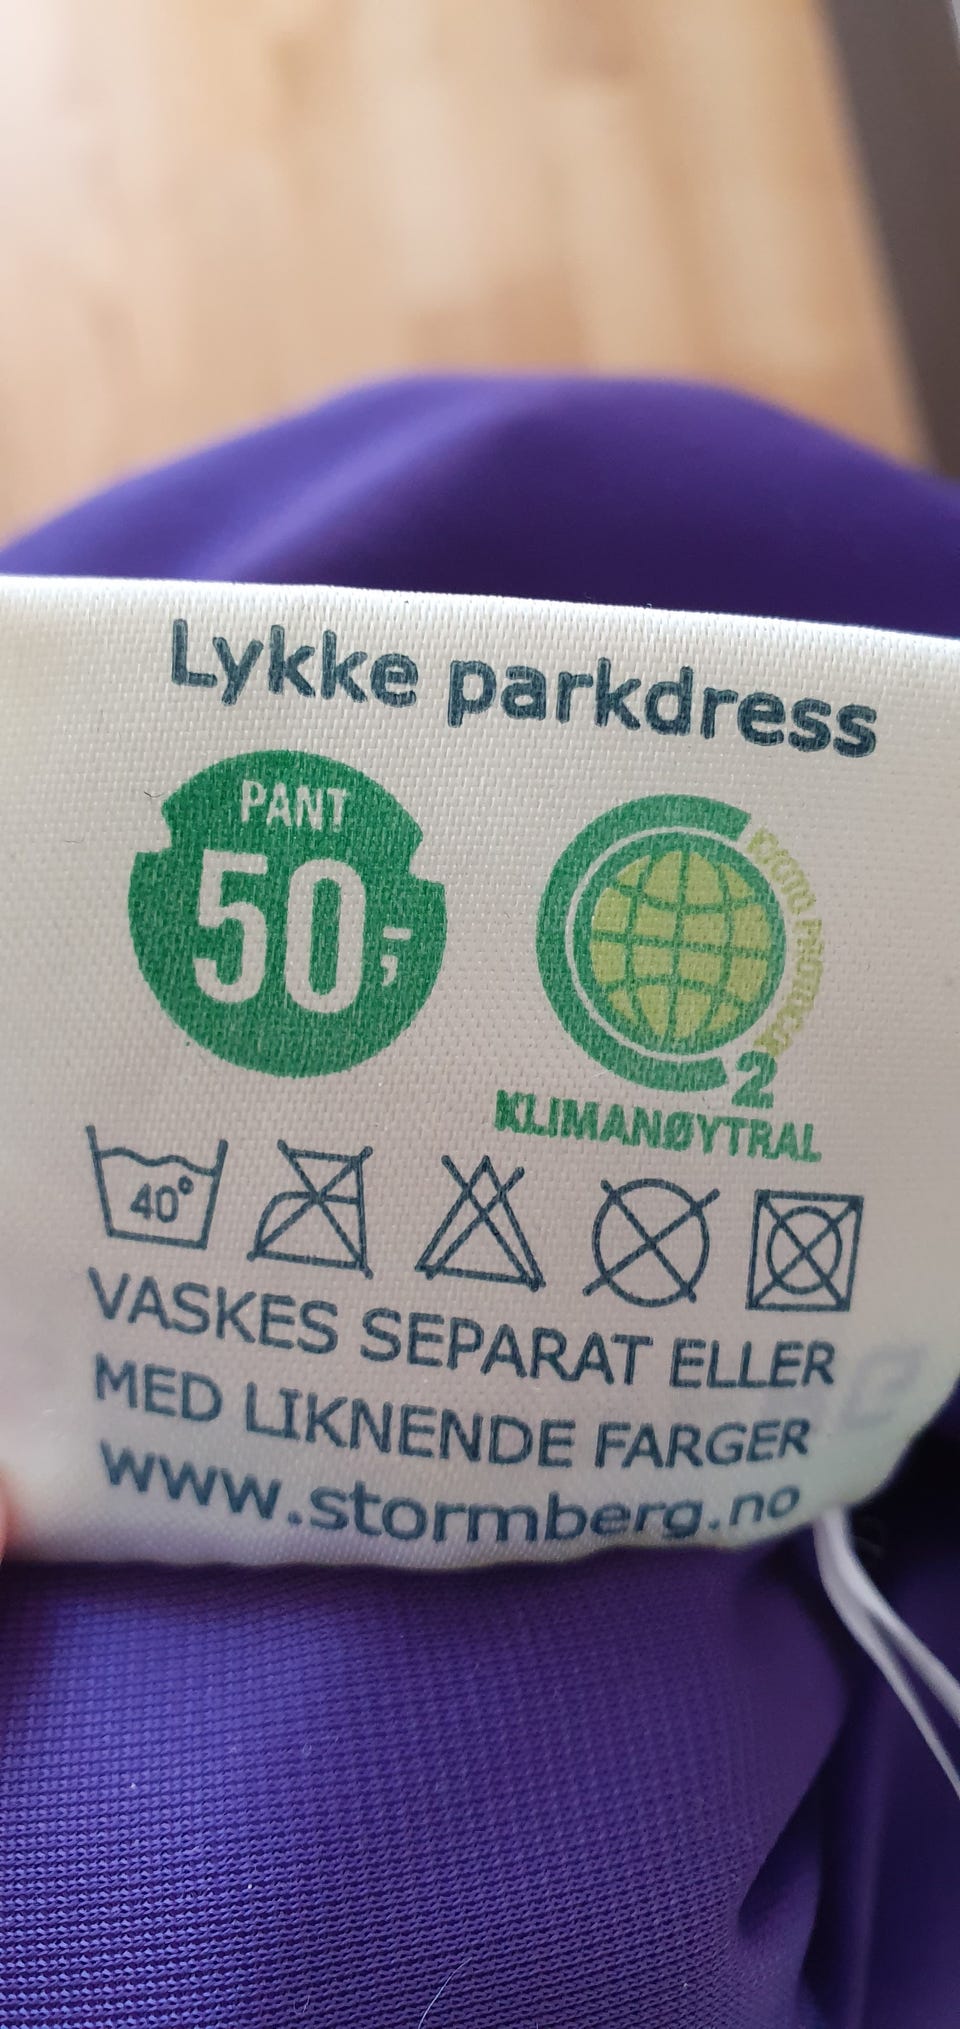 Lykke parkdress
PANT
50,-
2
KLIMANØYTRAL
40°
VASKES SEPARAT ELLER
MED LIKNENDE FARGER
www.stormberg.no